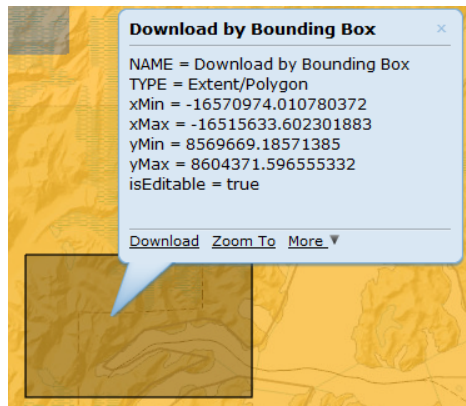 Download by Bounding Box ×
NAME = Download by Bounding Box
TYPE = Extent/Polygon
xMin = -16570974.010780372
xMax = -16515633.602301883
yMin = 8569669.18571385
yMax = 8604371.596555332
isEditable = true
Download Zoom To More ▼